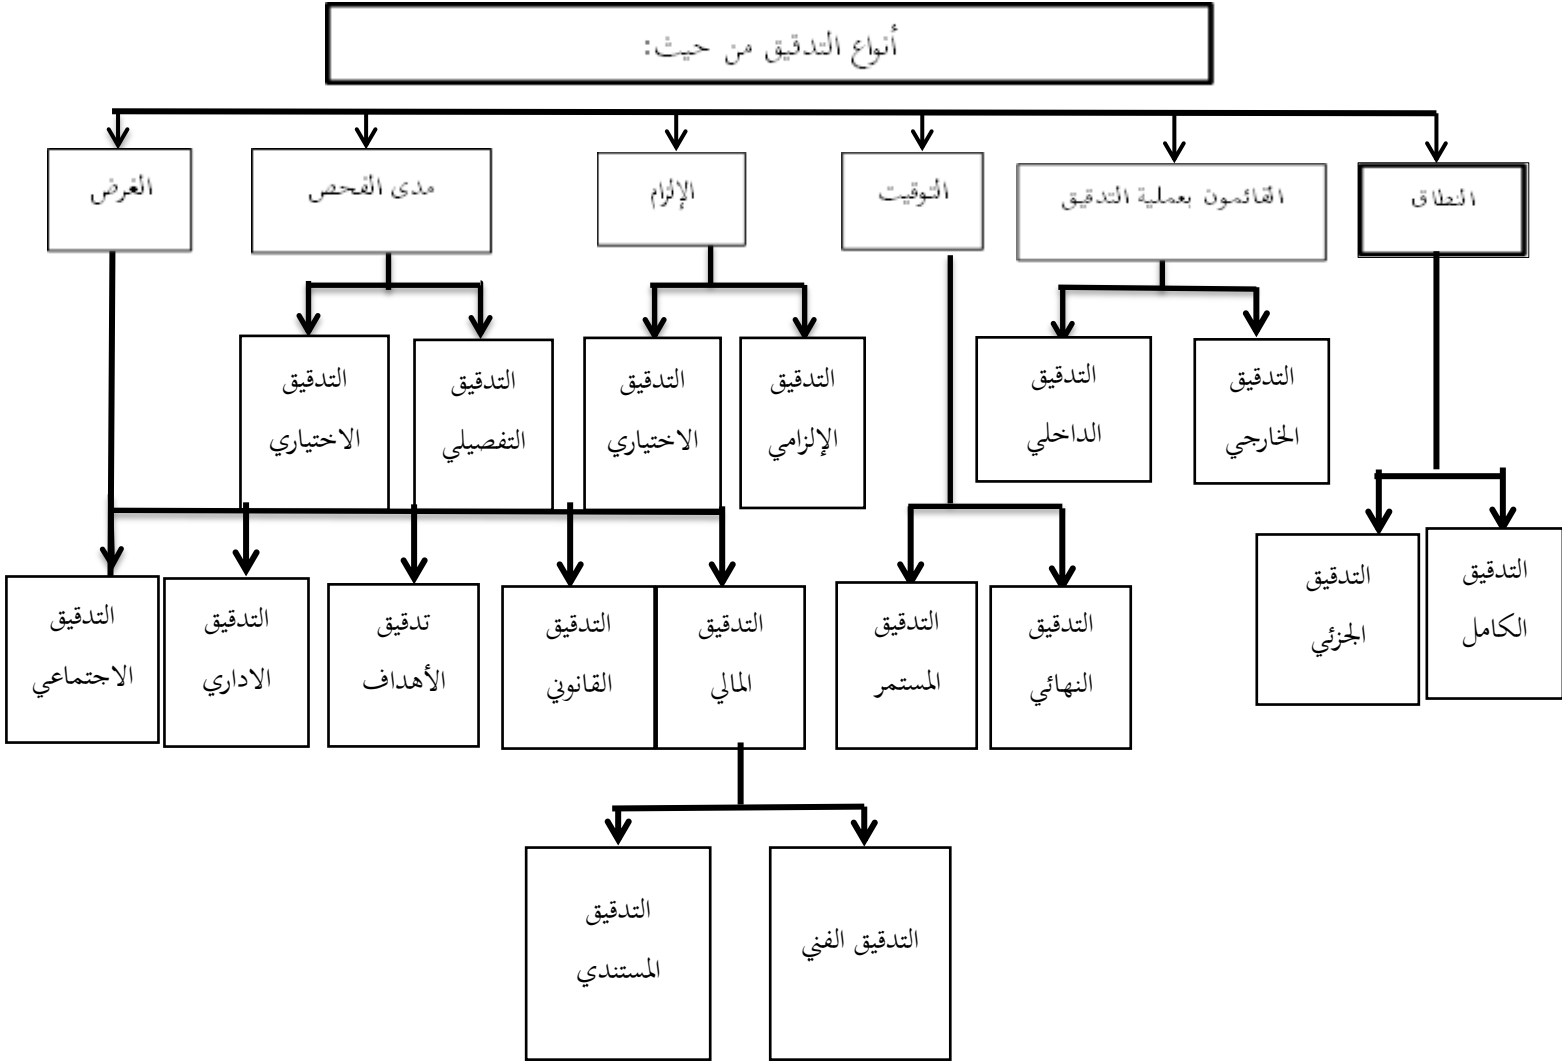 أنواع التدقيق من حيث:
النطاق
القائمون بعملية التدقيق
التوقيت
الإلزام
مدى الفحص
الغرض
التدقيق
الخارجي
التدقيق
الداخلي
التدقيق
الإلزامي
التدقيق
الاختياري
التدقيق
التفصيلي
التدقيق
الاختياري
التدقيق
الكامل
التدقيق
الجزئي
التدقيق
النهائي
التدقيق
المستمر
التدقيق
المالي
التدقيق
القانوني
تدقيق
الأهداف
التدقيق
الاداري
التدقيق
الاجتماعي
التدقيق الفني
التدقيق
المستندي